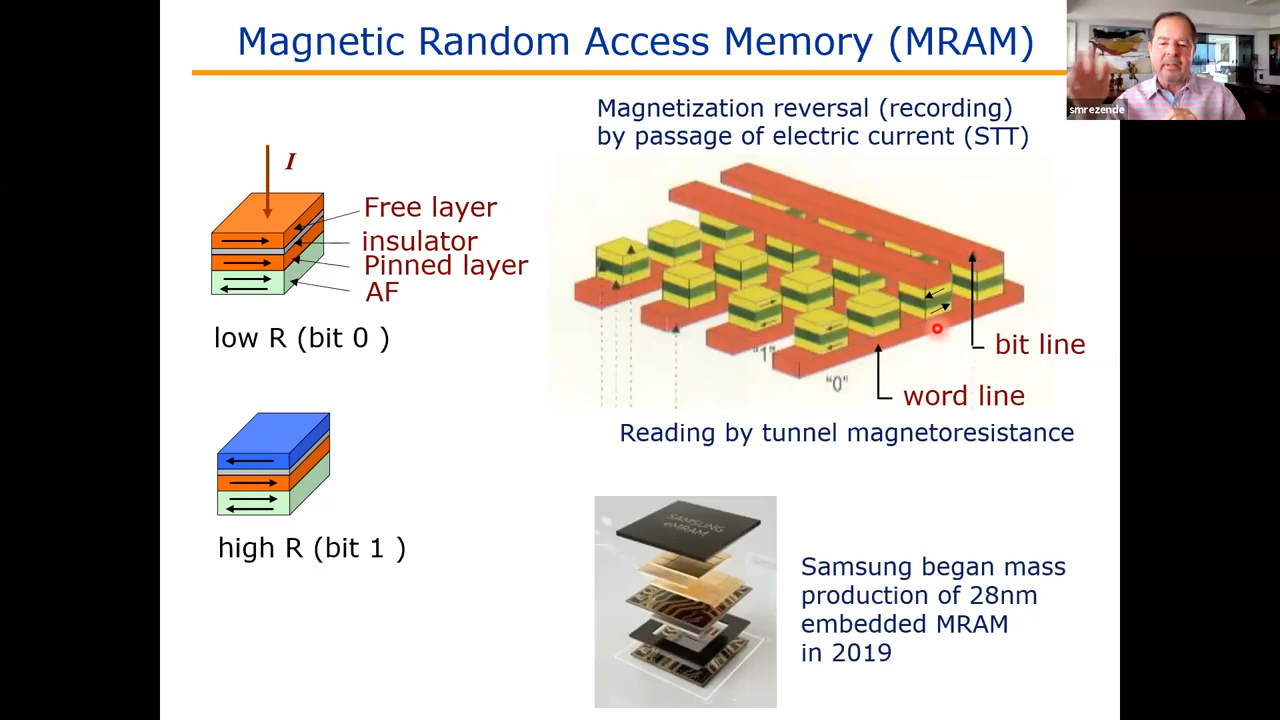 Magnetic Random Access Memory (MRAM)
smrezende
Magnetization reversal (recording)
by passage of electric current (STT)
I
Free layer
insulator
Pinned layer
AF
low R (bit 0 )
"1"
"0"
bit line
word line
Reading by tunnel magnetoresistance
high R (bit 1 )
SAMSUNG
eMRAM
Samsung began mass
production of 28nm
embedded MRAM
in 2019